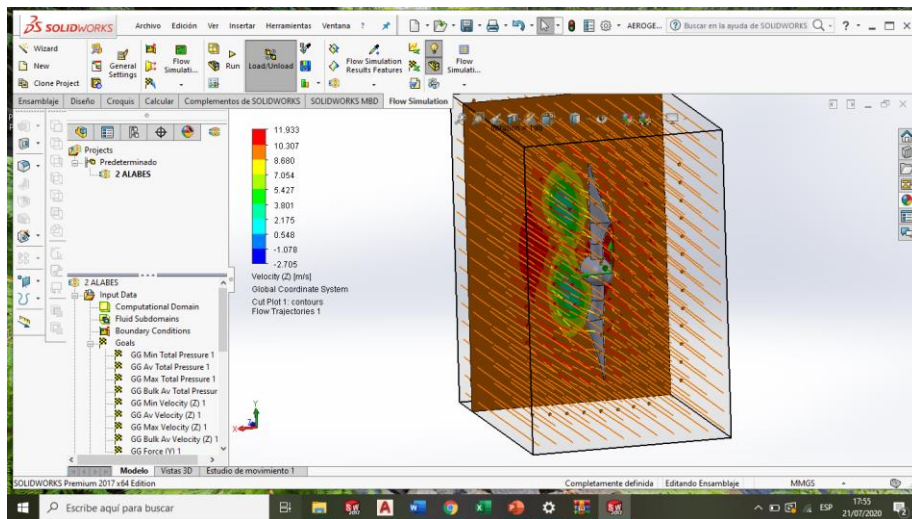 SOLIDWORKS Archivo Edición Ver Insertar Herramientas Ventana ? AEROGE... Buscar en la ayuda de SOLIDWORKS ?
Wizard
New
Clone Project
General Settings
Flow Simulati...
Run
Load/Unload
Flow Simulation Results Features
Flow Simulati...
Ensamblaje Diseño Croquis Calcular Complementos de SOLIDWORKS SOLIDWORKS MBD Flow Simulation
Projects
Predeterminado
2 ALABES
11.933
10.307
8.680
7.054
5.427
3.801
2.175
0.548
-1.078
-2.705
Velocity (Z) [m/s]
Global Coordinate System
Cut Plot 1: contours
Flow Trajectories 1
2 ALABES
Input Data
Computational Domain
Fluid Subdomains
Boundary Conditions
Goals
GG Min Total Pressure 1
GG Av Total Pressure 1
GG Max Total Pressure 1
GG Bulk Av Total Pressur
GG Min Velocity (Z) 1
GG Av Velocity (Z) 1
GG Max Velocity (Z) 1
GG Bulk Av Velocity (Z) 1
GG Force (Y) 1
Y
X
Z
Modelo Vistas 3D Estudio de movimiento 1
SOLIDWORKS Premium 2017 x64 Edition Completamente definida Editando Ensamblaje MMGS
Escribe aquí para buscar
ESP
17:55
21/07/2020